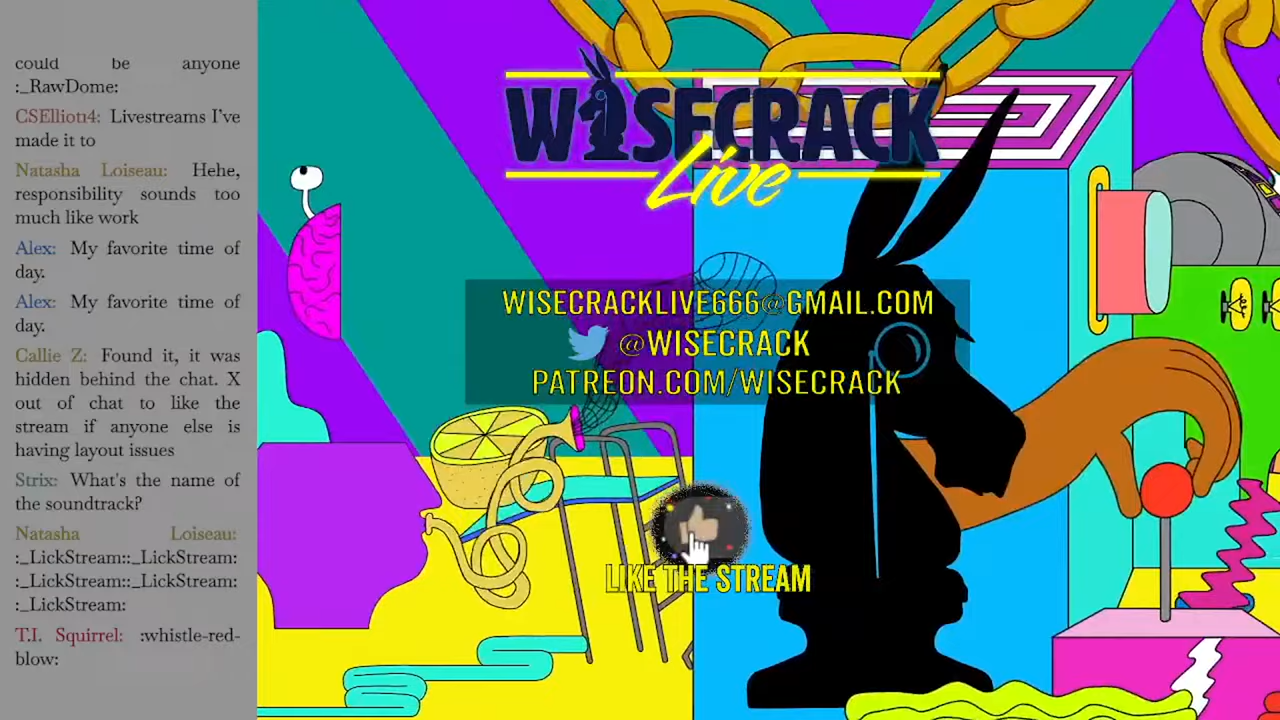 could be anyone
:_RawDome:
CSElliott4: Livestreams I've
made it to
Natasha Loiseau: Hehe,
responsibility sounds too
much like work
Alex: My favorite time of
day.
Alex: My favorite time of
day.
Callie Z: Found it, it was
hidden behind the chat. X
out of chat to like the
stream if anyone else is
having layout issues
Strix: What's the name of
the soundtrack?
Natasha Loiseau:
:_LickStream::_LickStream:
:_LickStream::_LickStream:
:_LickStream:
T.I. Squirrel: :whistle-red-
blow:
WISECRACK
Live
WISECRACKLIVE666@GMAIL.COM
@WISECRACK
PATREON.COM/WISECRACK
LIKE THE STREAM